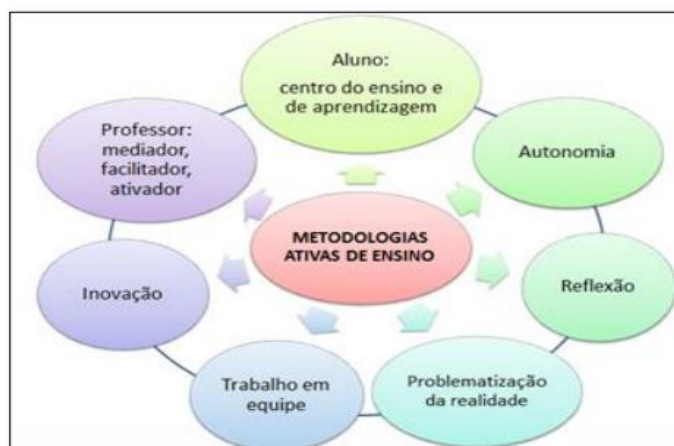 Aluno:
centro do ensino e
de aprendizagem
Autonomia
Reflexão
Problematização
da realidade
Trabalho em
equipe
Inovação
Professor:
mediador,
facilitador,
ativador
METODOLOGIAS
ATIVAS DE ENSINO